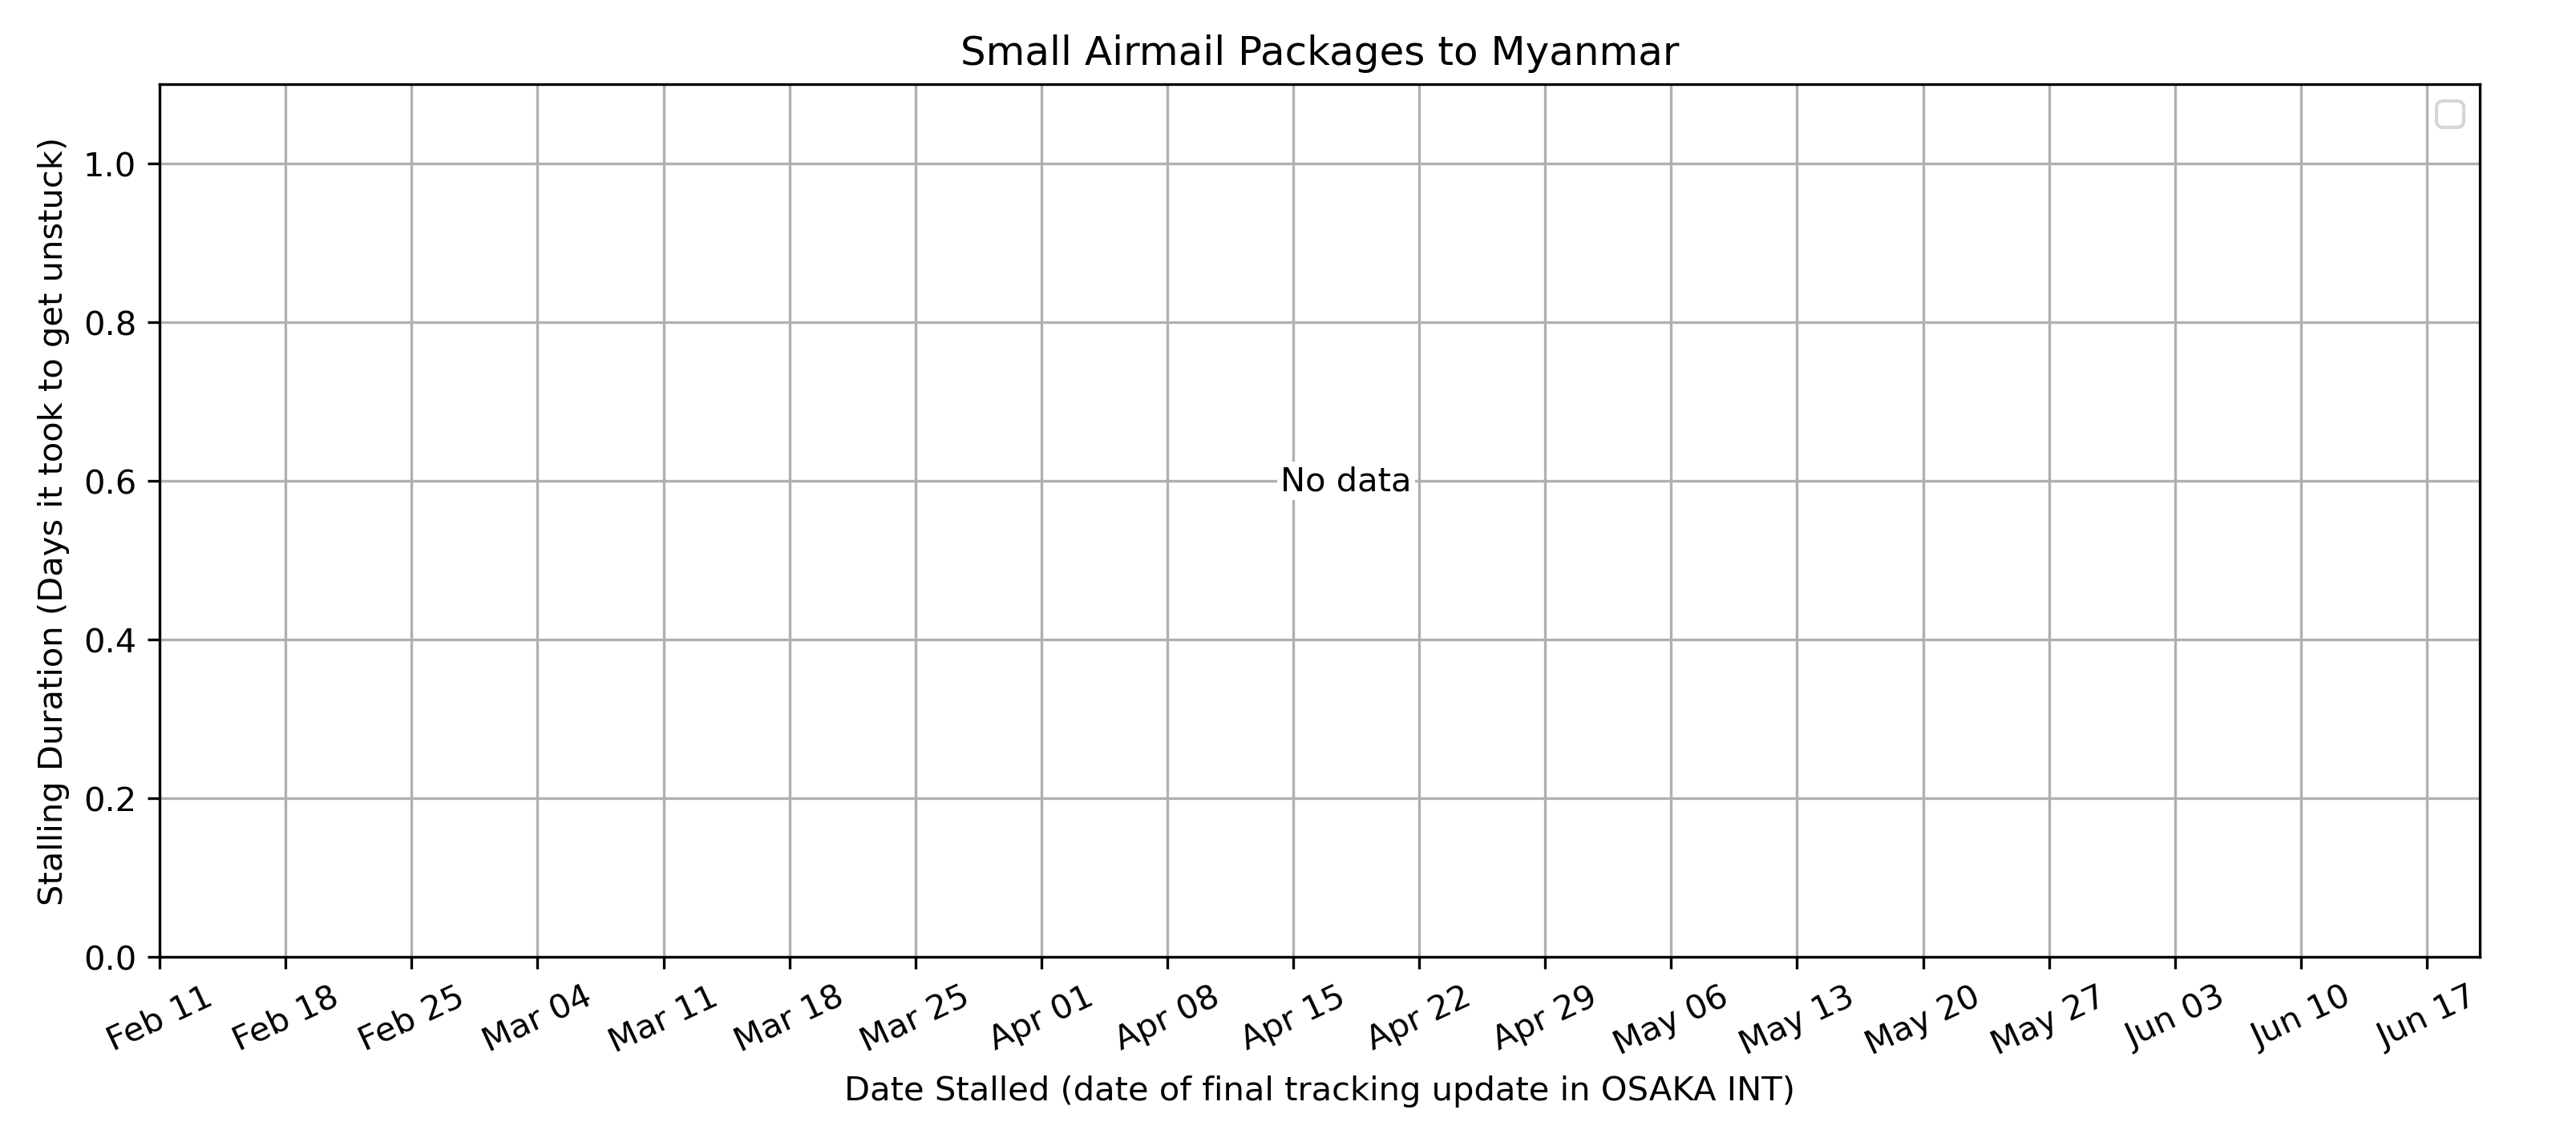 Small Airmail Packages to Myanmar
Stalling Duration (Days it took to get unstuck)
1.0
0.8
0.6
0.4
0.2
0.0
No data
Feb 11 Feb 18 Feb 25 Mar 04 Mar 11 Mar 18 Mar 25 Apr 01 Apr 08 Apr 15 Apr 22 Apr 29 May 06 May 13 May 20 May 27 Jun 03 Jun 10 Jun 17
Date Stalled (date of final tracking update in OSAKA INT)